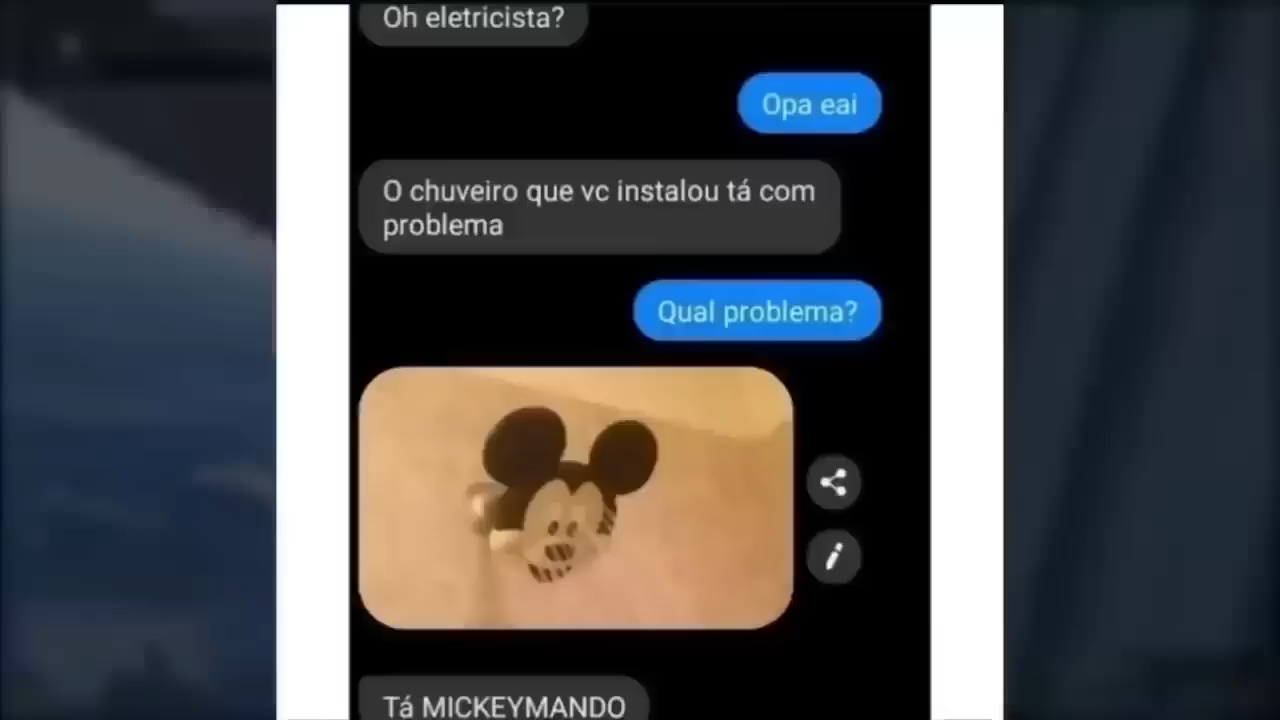 Oh eletricista?
Opa eai
O chuveiro que vc instalou tá com
problema
Qual problema?
Tá MICKEYMANDO